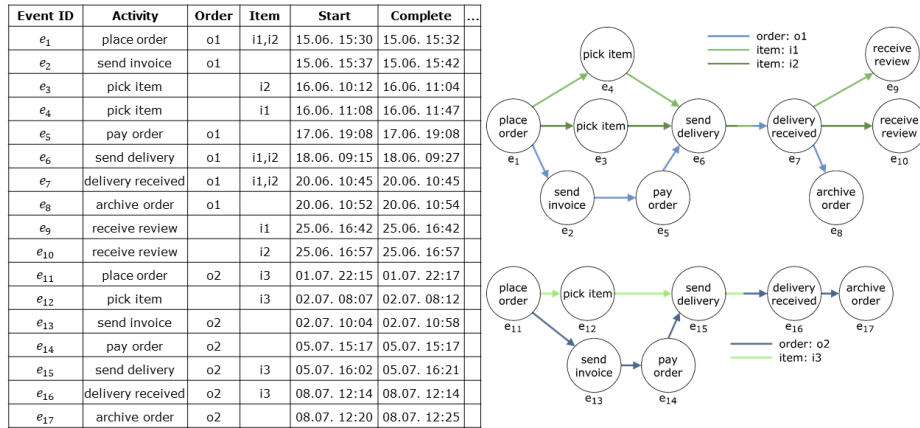 Event ID Activity Order Item Start Complete ...
e1 place order o1 i1,i2 15.06. 15:30 15.06. 15:32
e2 send invoice o1 15.06. 15:37 15.06. 15:42
e3 pick item i2 16.06. 10:12 16.06. 11:04
e4 pick item i1 16.06. 11:08 16.06. 11:47
e5 pay order o1 17.06. 19:08 17.06. 19:08
e6 send delivery o1 i1,i2 18.06. 09:15 18.06. 09:27
e7 delivery received o1 i1,i2 20.06. 10:45 20.06. 10:45
e8 archive order o1 20.06. 10:52 20.06. 10:54
e9 receive review i1 25.06. 16:42 25.06. 16:42
e10 receive review i2 25.06. 16:57 25.06. 16:57
e11 place order o2 i3 01.07. 22:15 01.07. 22:17
e12 pick item i3 02.07. 08:07 02.07. 08:12
e13 send invoice o2 02.07. 10:04 02.07. 10:58
e14 pay order o2 05.07. 15:17 05.07. 15:17
e15 send delivery o2 i3 05.07. 16:02 05.07. 16:21
e16 delivery received o2 i3 08.07. 12:14 08.07. 12:14
e17 archive order o2 08.07. 12:20 08.07. 12:25
order: o1
item: i1
item: i2
pick item
e4
receive
review
e9
place
order
e1
pick item
e3
send
delivery
e6
delivery
received
e7
receive
review
e10
send
invoice
e2
pay
order
e5
archive
order
e8
place
order
e11
pick item
e12
send
delivery
e15
delivery
received
e16
archive
order
e17
send
invoice
e13
pay
order
e14
order: o2
item: i3